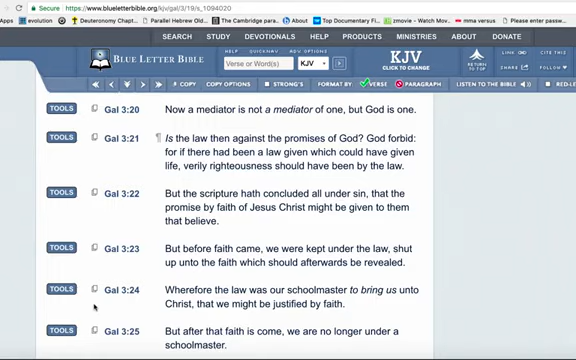 Secure https://www.blueletterbible.org/kjv/gal/3/19/s_1094020
evolution Deuteronomy Chapt... Parallel Hebrew Old... The Cambridge para... About Top Documentary Fi... zmovie - Watch Mov... mma versus Please enter passw...
SEARCH STUDY DEVOTIONALS HELP PRODUCTS MINISTRIES ABOUT DONATE
BLUE LETTER BIBLE
HELP QUICKNAV ADV OPTIONS
Verse or Word(s) KJV
KJV
CLICK TO CHANGE
RETURN
TO TOP
LINK CITE THIS
SHARE FOLLOW
COPY COPY OPTIONS STRONG'S FORMAT BY VERSE PARAGRAPH LISTEN TO THE BIBLE RED-LE
TOOLS Gal 3:20 Now a mediator is not a mediator of one, but God is one.
TOOLS Gal 3:21 ¶ Is the law then against the promises of God? God forbid:
for if there had been a law given which could have given
life, verily righteousness should have been by the law.
TOOLS Gal 3:22 But the scripture hath concluded all under sin, that the
promise by faith of Jesus Christ might be given to them
that believe.
TOOLS Gal 3:23 But before faith came, we were kept under the law, shut
up unto the faith which should afterwards be revealed.
TOOLS Gal 3:24 Wherefore the law was our schoolmaster to bring us unto
Christ, that we might be justified by faith.
TOOLS Gal 3:25 But after that faith is come, we are no longer under a
schoolmaster.